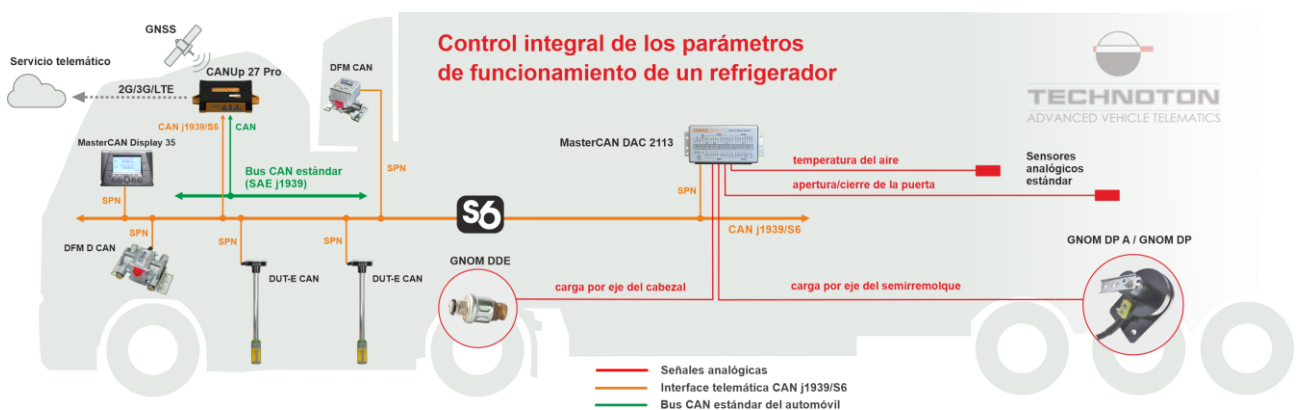 GNSS
Servicio telemático
CANUp 27 Pro
DFM CAN
Control integral de los parámetros
de funcionamiento de un refrigerador
TECHNOTON
ADVANCED VEHICLE TELEMATICS
2G/3G/LTE
CAN j1939/S6
CAN
MasterCAN Display 35
MasterCAN DAC 2113
temperatura del aire
Sensores
analógicos
estándar
apertura/cierre de la puerta
Bus CAN estándar
(SAE j1939)
SPN
SPN
SPN
S6
CAN j1939/S6
SPN
SPN
SPN
DFM D CAN
DUT-E CAN
DUT-E CAN
GNOM DDE
GNOM DP A / GNOM DP
carga por eje del cabezal
carga por eje del semirremolque
Señales analógicas
Interface telemática CAN j1939/S6
Bus CAN estándar del automóvil